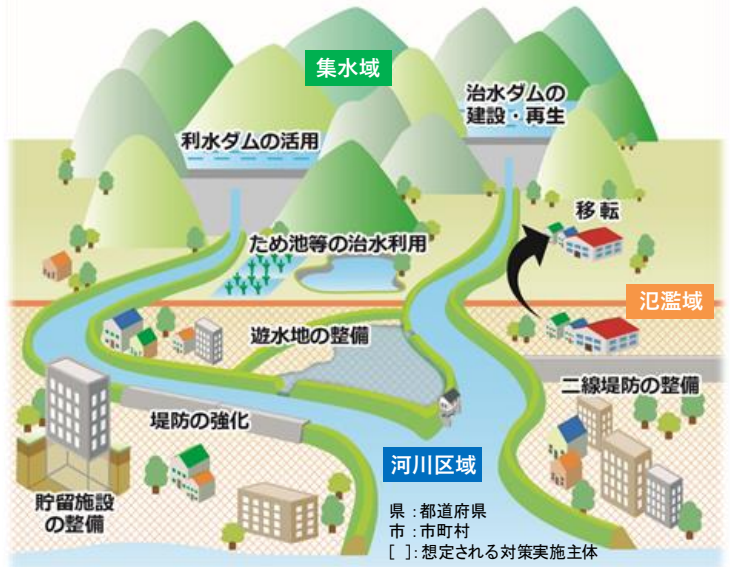 集水域
治水ダムの
建設・再生
利水ダムの活用
移転
ため池等の治水利用
氾濫域
遊水地の整備
二線堤防の整備
堤防の強化
河川区域
貯留施設
の整備
県：都道府県
市：市町村
[ ]：想定される対策実施主体